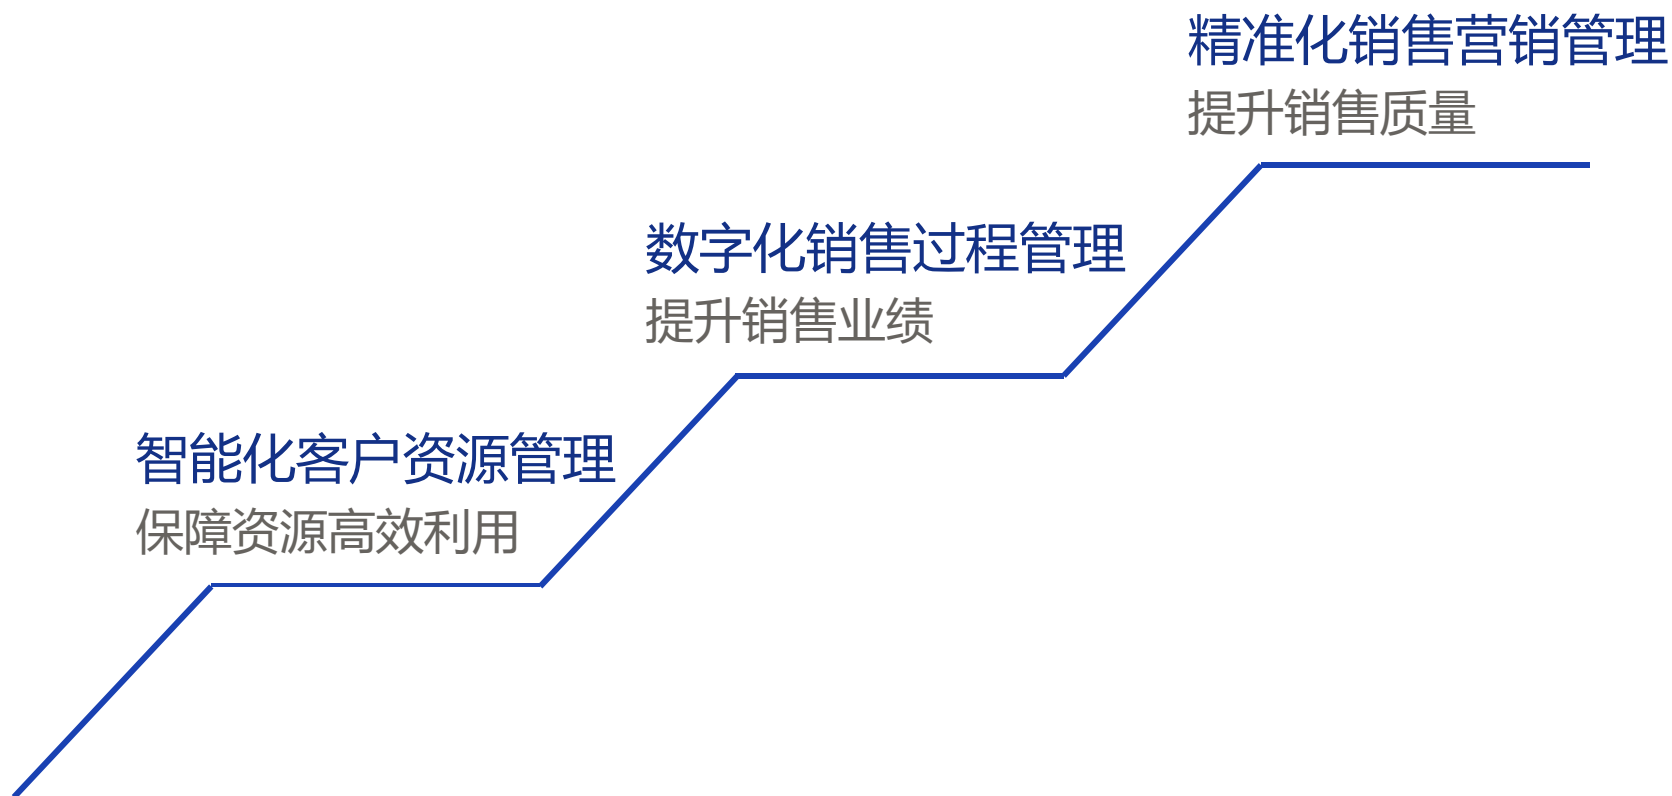 精准化销售营销管理
提升销售质量
数字化销售过程管理
提升销售业绩
智能化客户资源管理
保障资源高效利用